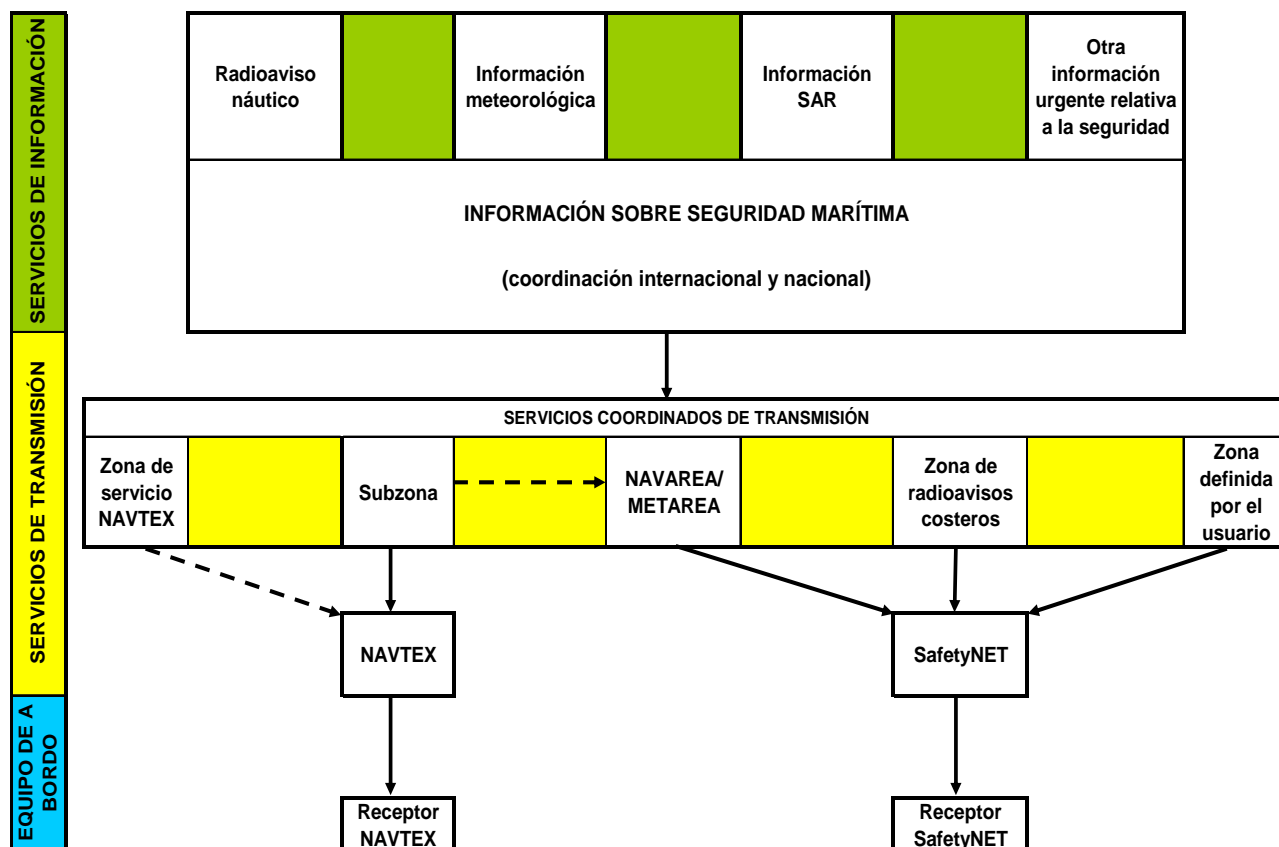 SERVICIOS DE INFORMACIÓN
Radioaviso
náutico
Información
meteorológica
Información
SAR
Otra
información
urgente relativa
a la seguridad
INFORMACIÓN SOBRE SEGURIDAD MARÍTIMA
(coordinación internacional y nacional)
SERVICIOS DE TRANSMISIÓN
SERVICIOS COORDINADOS DE TRANSMISIÓN
Zona de
servicio
NAVTEX
Subzona
NAVAREA/
METAREA
Zona de
radioavisos
costeros
Zona
definida
por el
usuario
NAVTEX
SafetyNET
EQUIPO DE A
BORDO
Receptor
NAVTEX
Receptor
SafetyNET